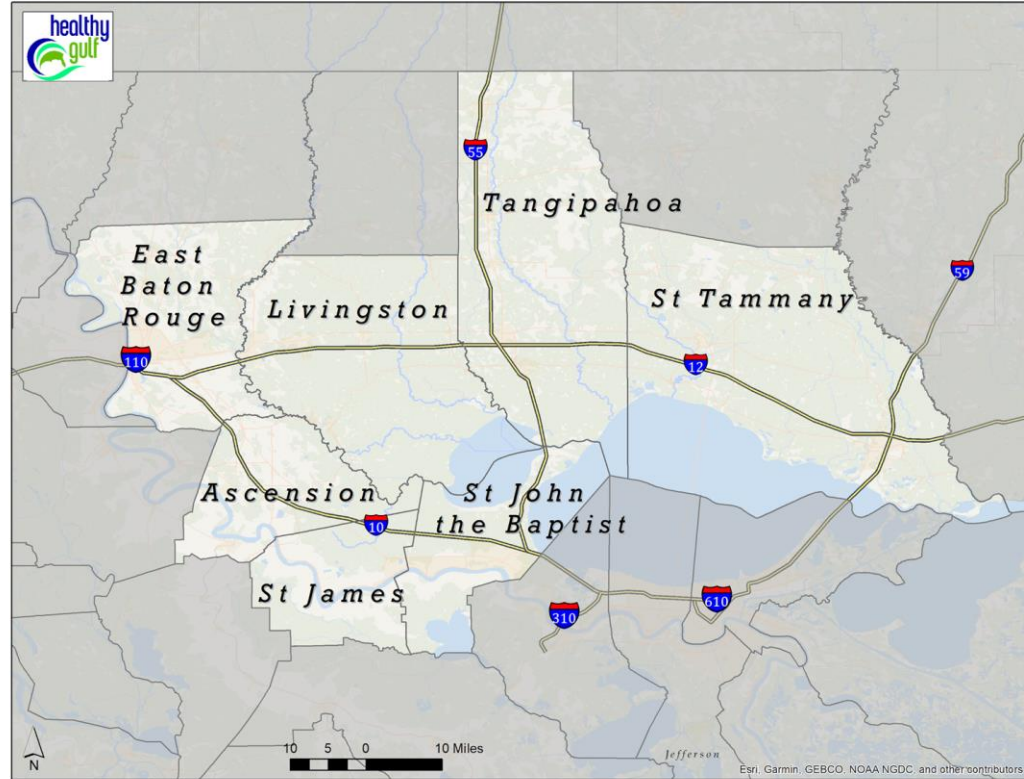 healthy
gulf
55
Tangipahoa
East
Baton
Rouge
59
St Tammany
Livingston
110
12
Ascension
St John
the Baptist
10
St James
310
610
10 5 0 10 Miles
N
Jefferson
Esri, Garmin, GEBCO, NOAA NGDC, and other contributors